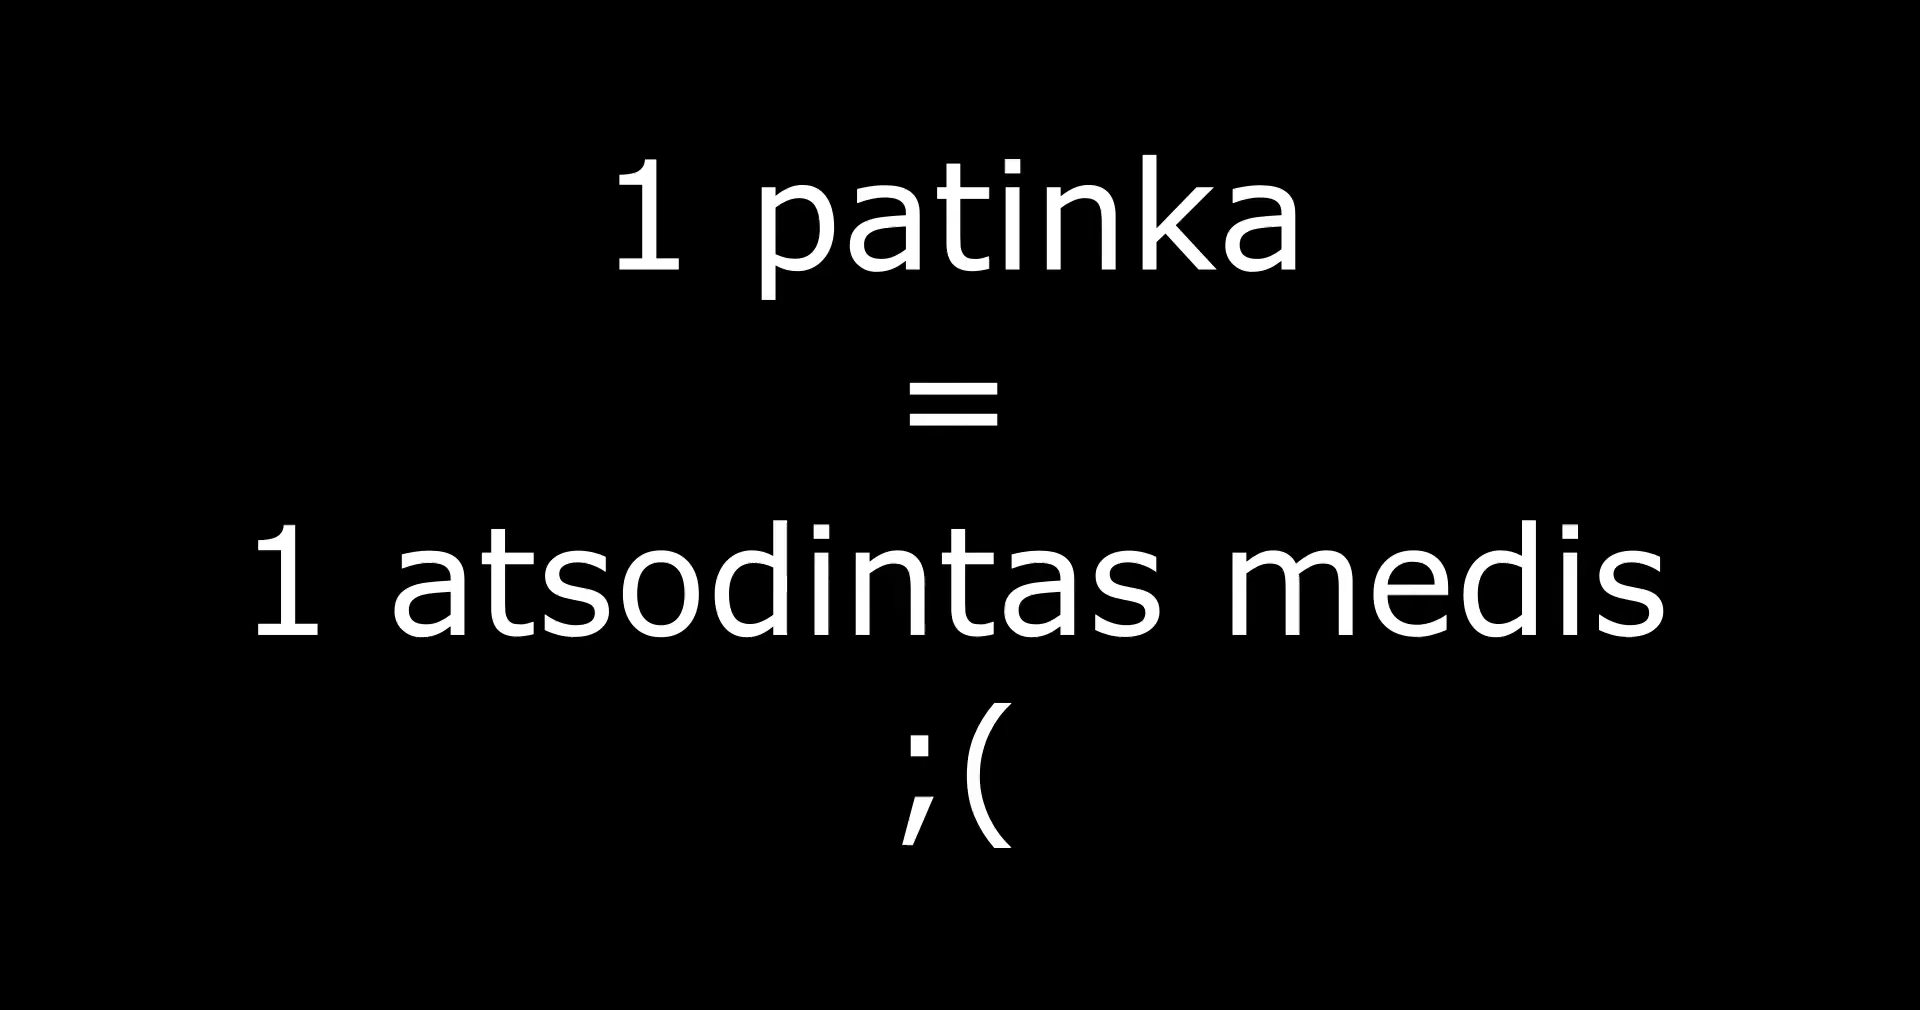 1 patinka
=
1 atsodintas medis
;(